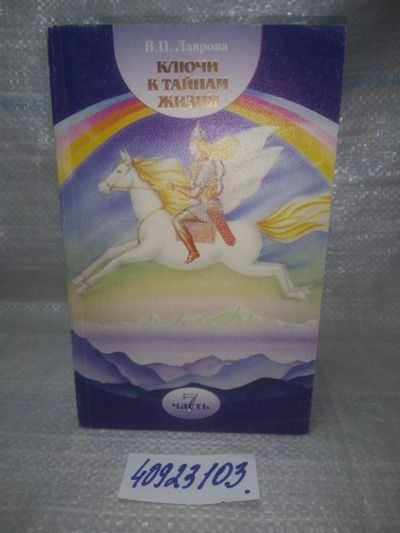 В.П. Лаврова
КЛЮЧИ
К ТАЙНАМ
ЖИЗНИ
7
часть
40923103.